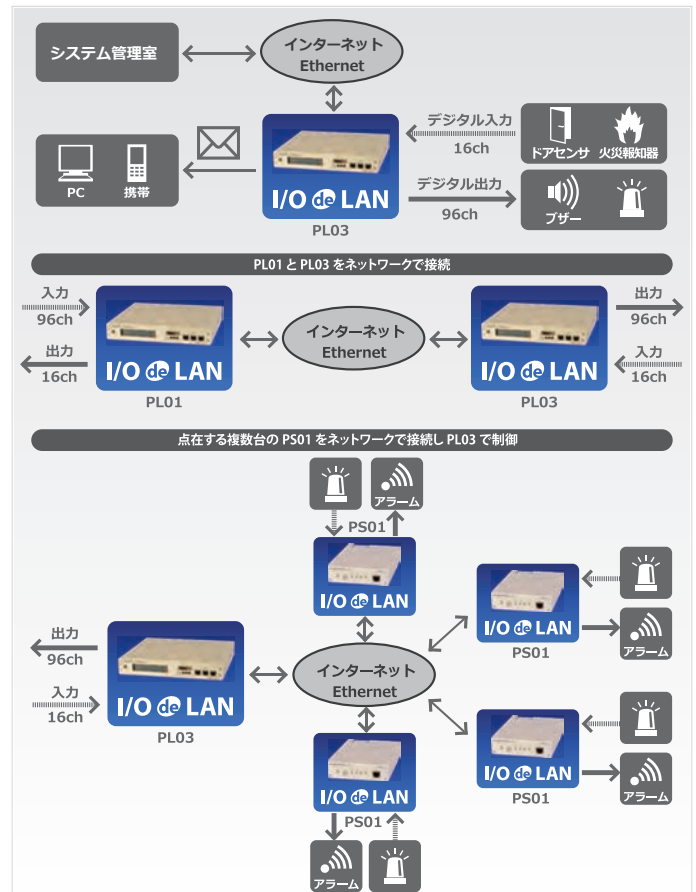 システム管理室
インターネット
Ethernet
デジタル入力
16ch
ドアセンサ 火災報知器
PC 携帯
I/O de LAN
PL03
デジタル出力
96ch
ブザー
PL01 と PL03 をネットワークで接続
入力
96ch
出力
16ch
I/O de LAN
PL01
インターネット
Ethernet
I/O de LAN
PL03
出力
96ch
入力
16ch
点在する複数台の PS01 をネットワークで接続し PL03 で制御
アラーム
PS01
I/O de LAN
I/O de LAN
PS01
アラーム
出力
96ch
入力
16ch
I/O de LAN
PL03
インターネット
Ethernet
I/O de LAN
PS01
アラーム
I/O de LAN
PS01
アラーム